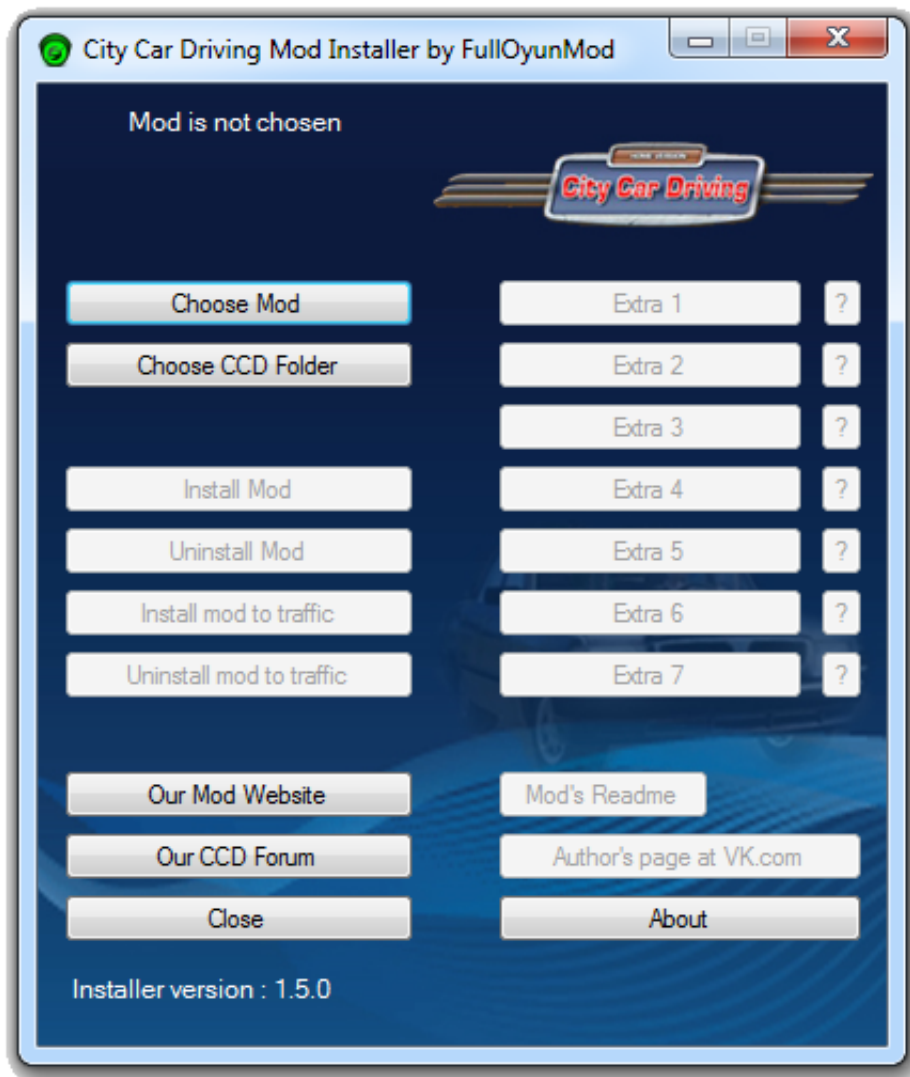 City Car Driving Mod Installer by FullOyunMod
Mod is not chosen
HOME VERSION
City Car Driving
Choose Mod
Extra 1
?
Choose CCD Folder
Extra 2
?
Extra 3
?
Install Mod
Extra 4
?
Uninstall Mod
Extra 5
?
Install mod to traffic
Extra 6
?
Uninstall mod to traffic
Extra 7
?
Our Mod Website
Mod's Readme
Our CCD Forum
Author's page at VK.com
Close
About
Installer version : 1.5.0